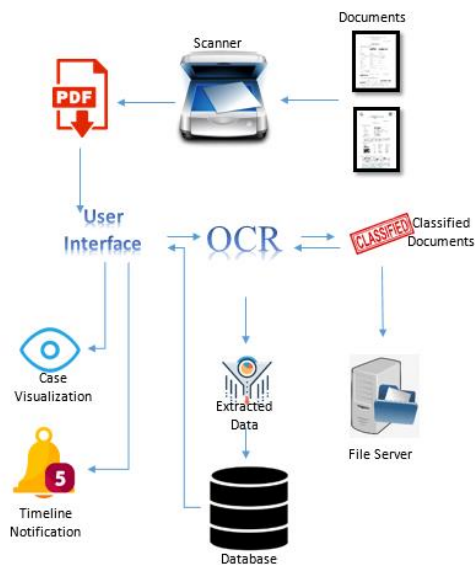 Documents
Scanner
PDF
User
Interface
OCR
CLASSIFIED
Classified
Documents
Case
Visualization
Extracted
Data
File Server
5
Timeline
Notification
Database